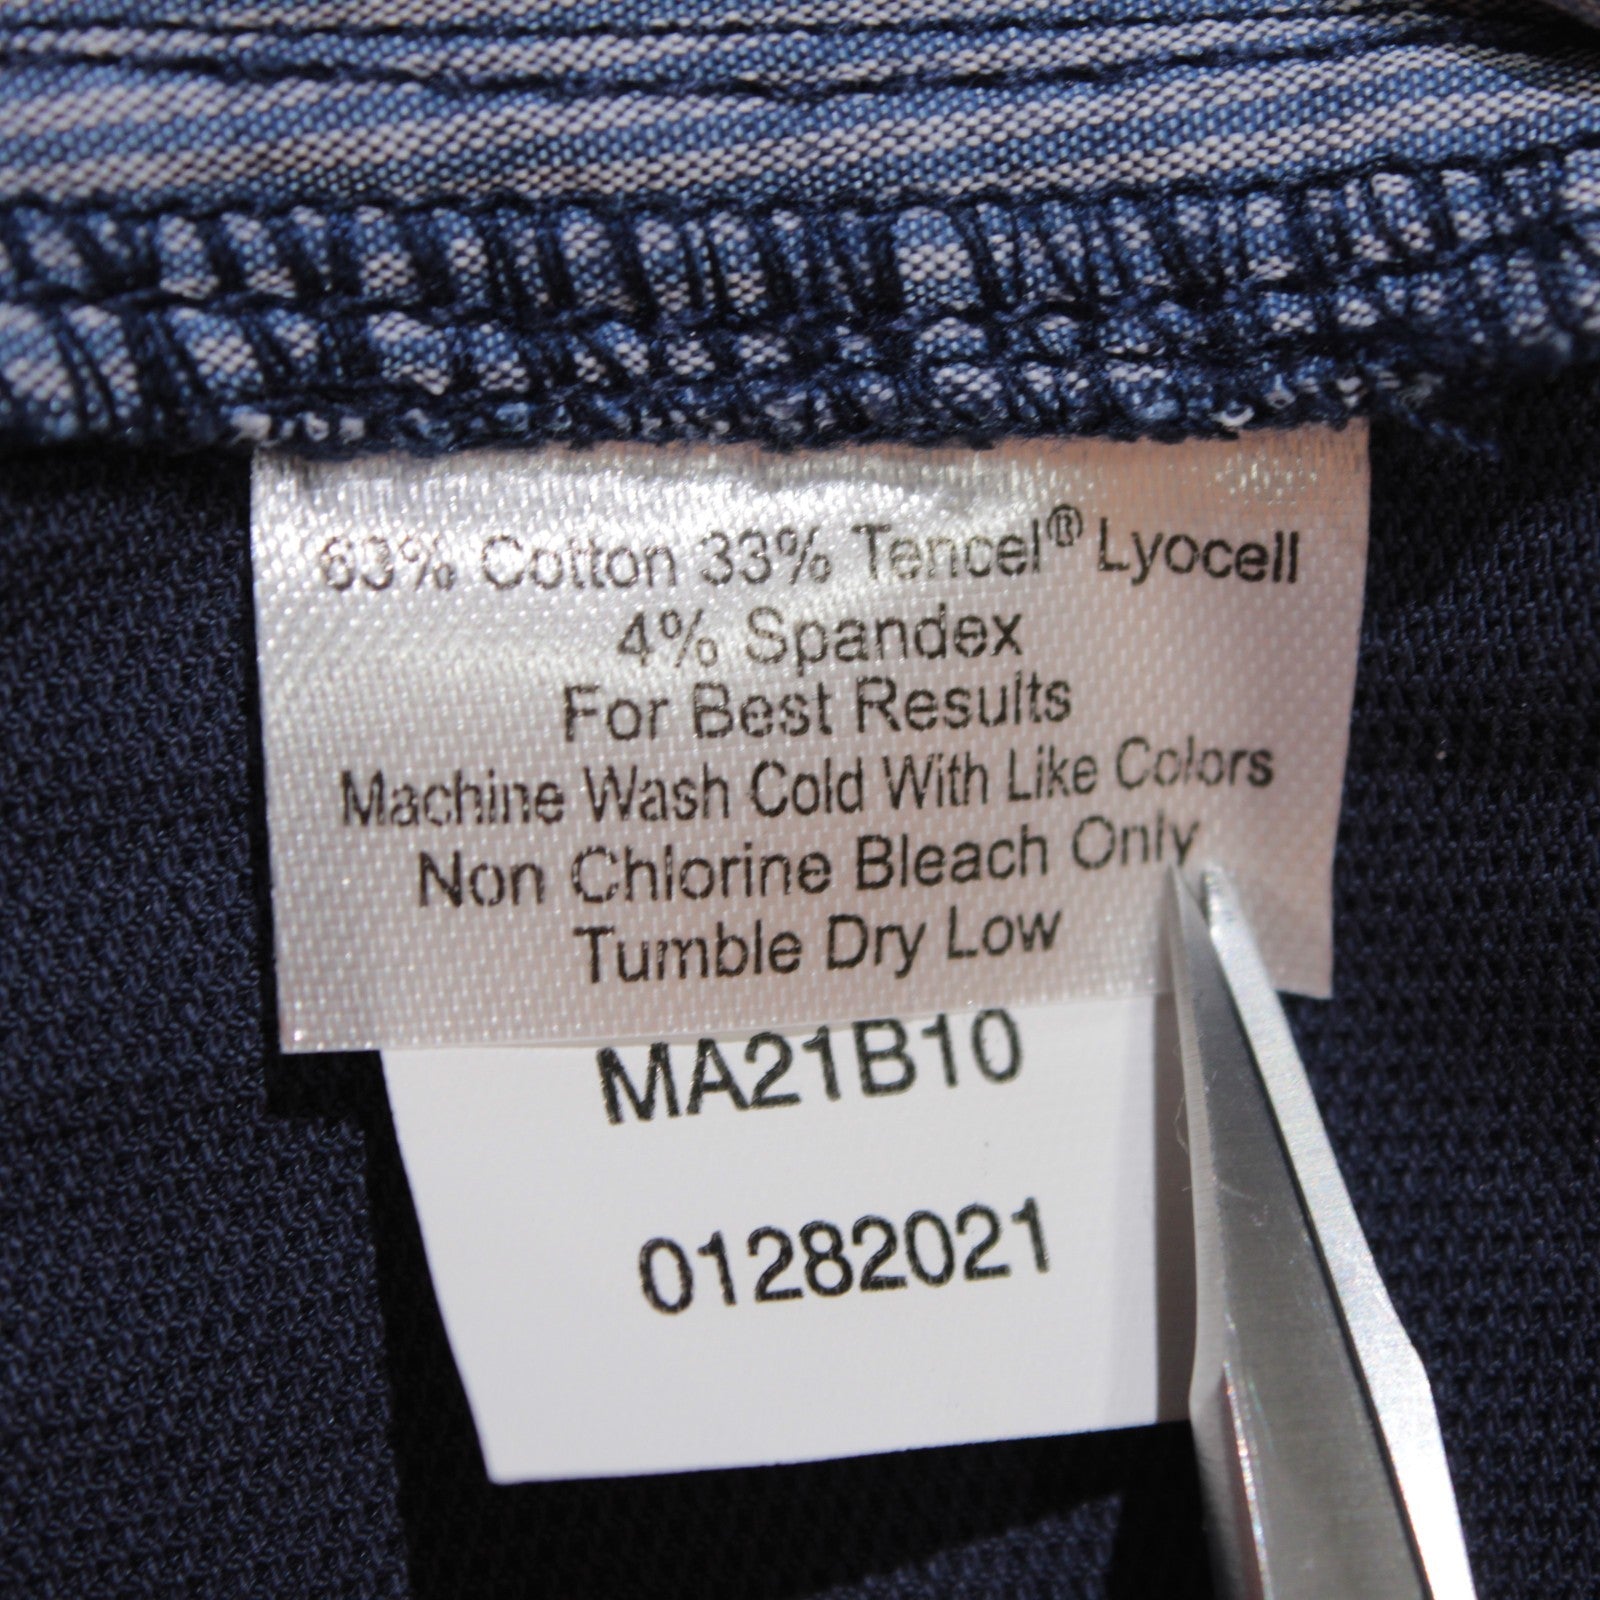 63% Cotton 33% Tencel® Lyocell
4% Spandex
For Best Results
Machine Wash Cold With Like Colors
Non Chlorine Bleach Only
Tumble Dry Low
MA21B10
01282021